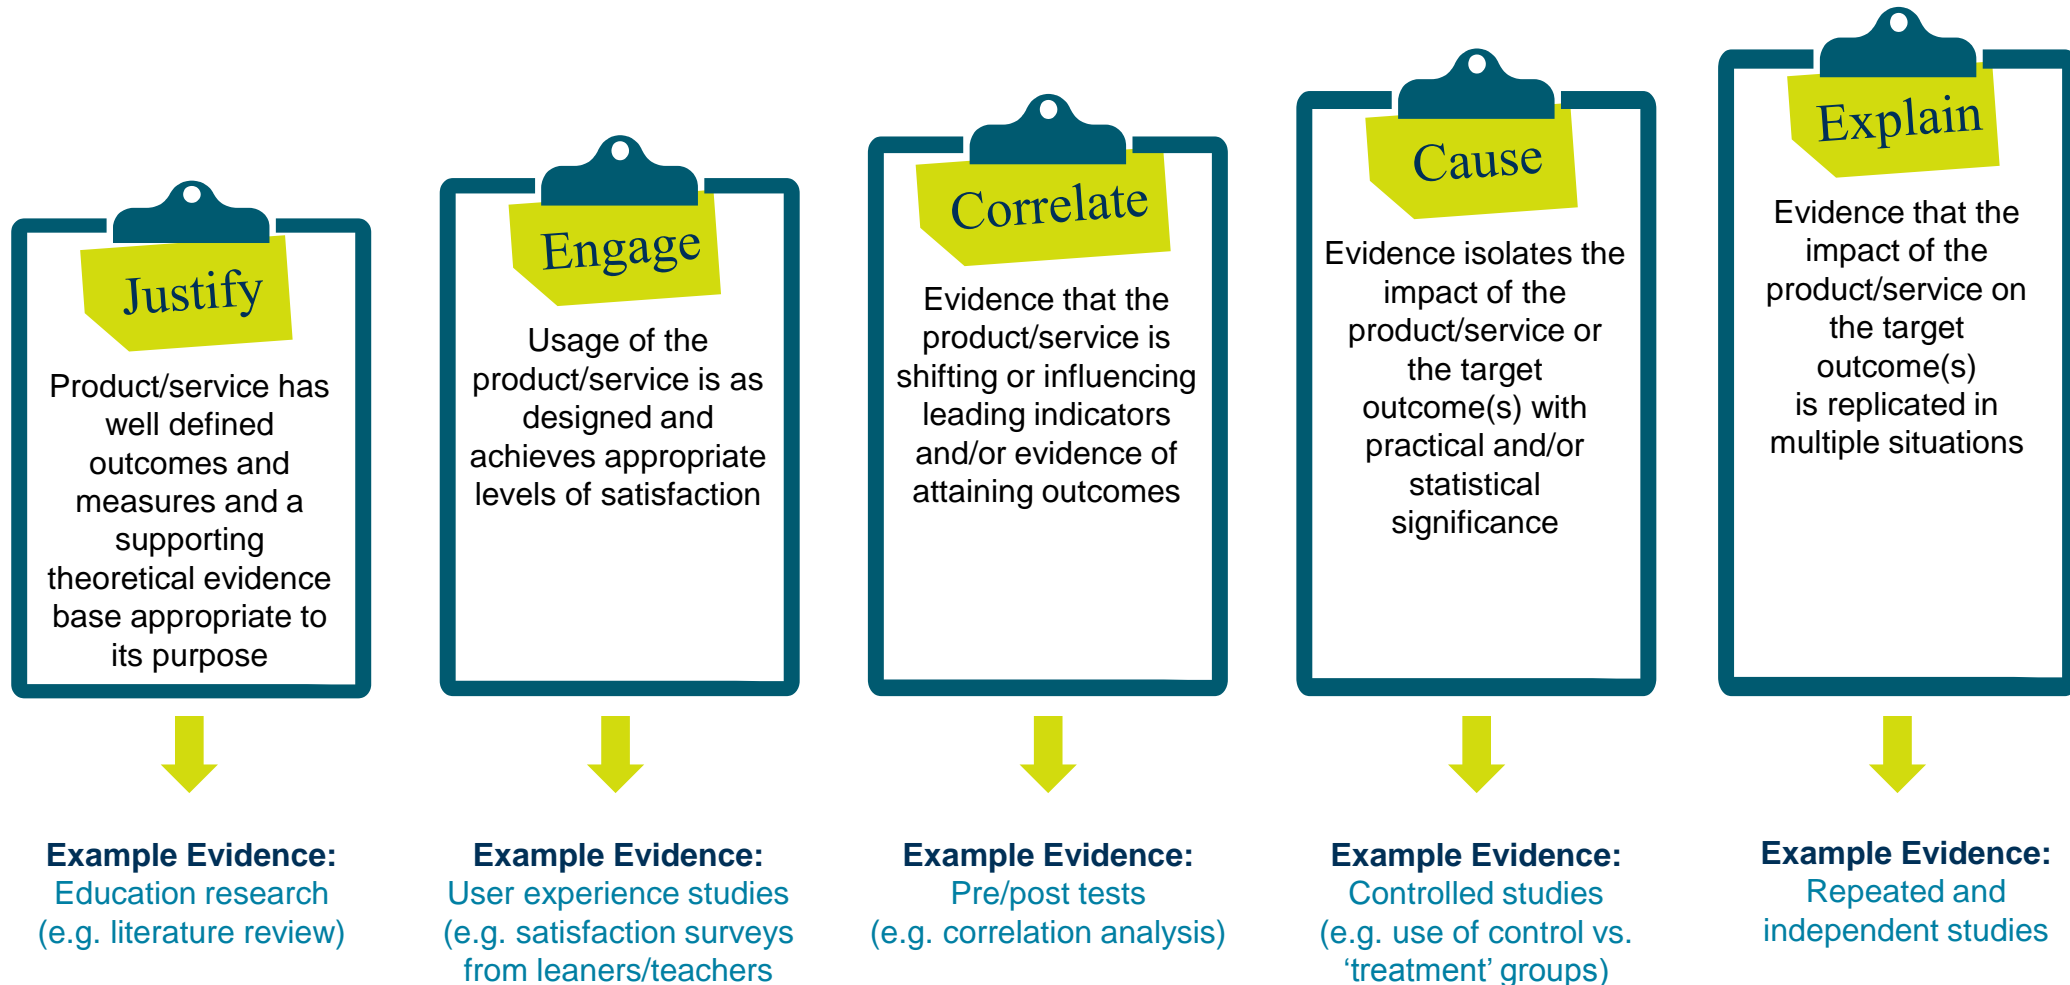 Justify
Product/service has
well defined
outcomes and
measures and a
supporting
theoretical evidence
base appropriate to
its purpose
Example Evidence:
Education research
(e.g. literature review)
Engage
Usage of the
product/service is as
designed and
achieves appropriate
levels of satisfaction
Example Evidence:
User experience studies
(e.g. satisfaction surveys
from leaners/teachers
Correlate
Evidence that the
product/service is
shifting or influencing
leading indicators
and/or evidence of
attaining outcomes
Example Evidence:
Pre/post tests
(e.g. correlation analysis)
Cause
Evidence isolates the
impact of the
product/service or
the target
outcome(s) with
practical and/or
statistical
significance
Example Evidence:
Controlled studies
(e.g. use of control vs.
‘treatment’ groups)
Explain
Evidence that the
impact of the
product/service on
the target
outcome(s)
is replicated in
multiple situations
Example Evidence:
Repeated and
independent studies